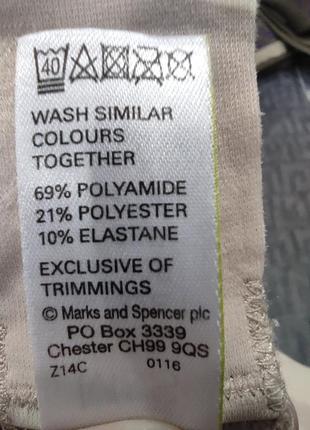 40
WASH SIMILAR
COLOURS
TOGETHER
69% POLYAMIDE
21% POLYESTER
10% ELASTANE
EXCLUSIVE OF
TRIMMINGS
© Marks and Spencer plc
PO Box 3339
Chester CH99 9QS
Z14C 0116